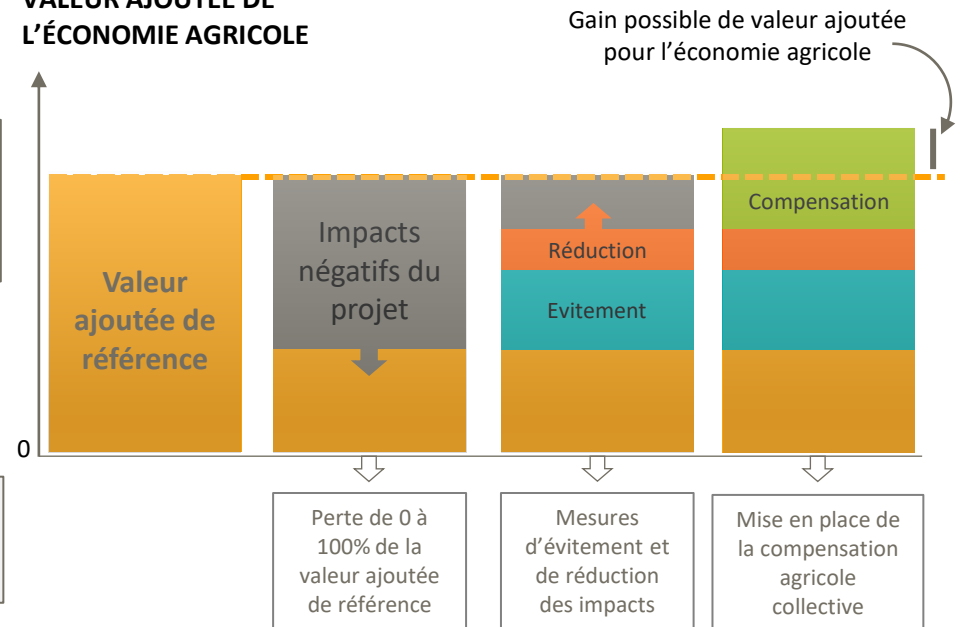 VALEUR AJOUTÉE DE
L'ÉCONOMIE AGRICOLE
Gain possible de valeur ajoutée
pour l'économie agricole
Valeur
ajoutée de
référence
Impacts
négatifs du
projet
Réduction
Evitement
Compensation
0
Perte de 0 à
100% de la
valeur ajoutée
de référence
Mesures
d'évitement et
de réduction
des impacts
Mise en place de
la compensation
agricole
collective